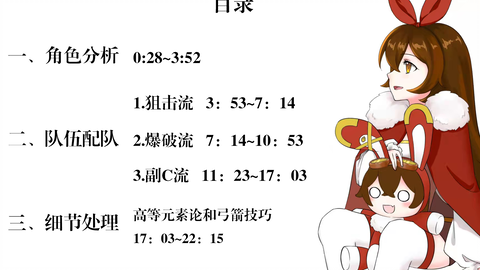 目录
一、角色分析 0:28~3:52
1.狙击流 3：53~7：14
二、队伍配队 2.爆破流 7：14~10：53
3.副C流 11：23~17：03
三、细节处理 高等元素论和弓箭技巧
17：03~22：15